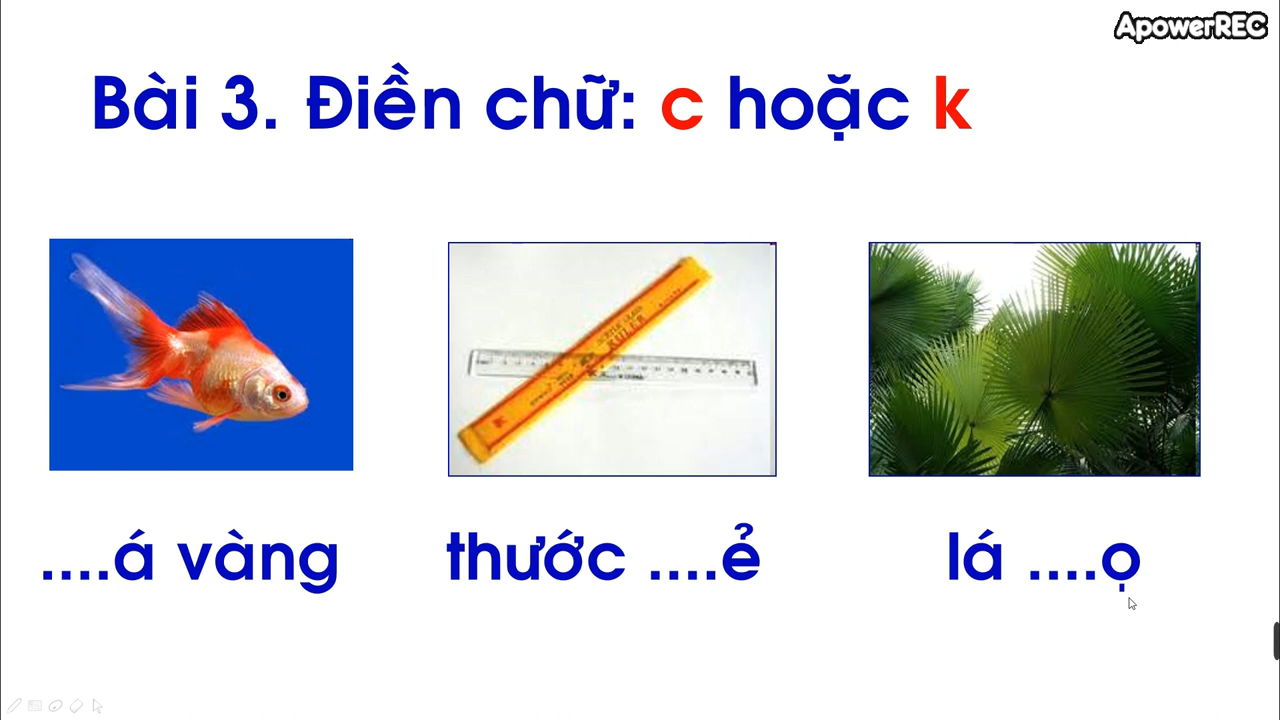 ApowerREC
Bài 3. Điền chữ: c hoặc k
....á vàng
thước ....ẻ
lá ....ọ